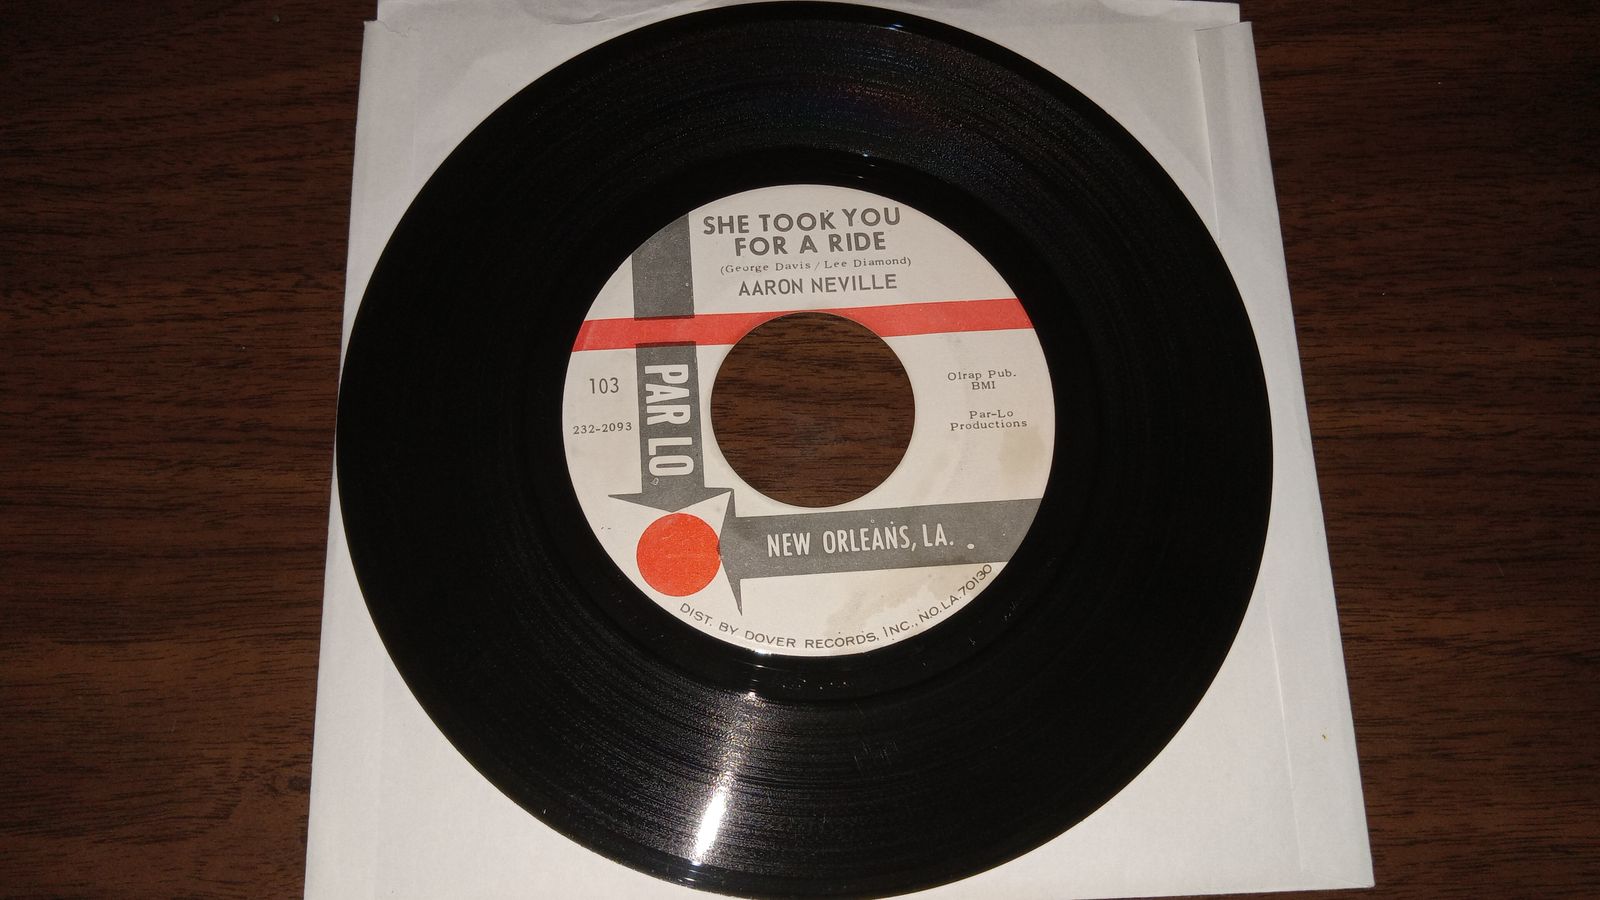 SHE TOOK YOU
FOR A RIDE
(George Davis / Lee Diamond)
AARON NEVILLE
103
232-2093
PAR LO
Olrap Pub.
BMI
Par-Lo
Productions
NEW ORLEANS, LA.
DIST. BY DOVER RECORDS, INC., N.O. LA. 70130